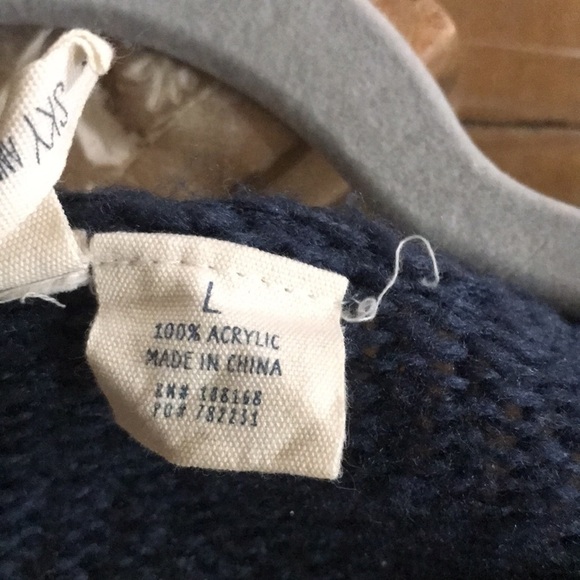 SKY
L
100% ACRYLIC
MADE IN CHINA
RN# 108168
PO# 782231